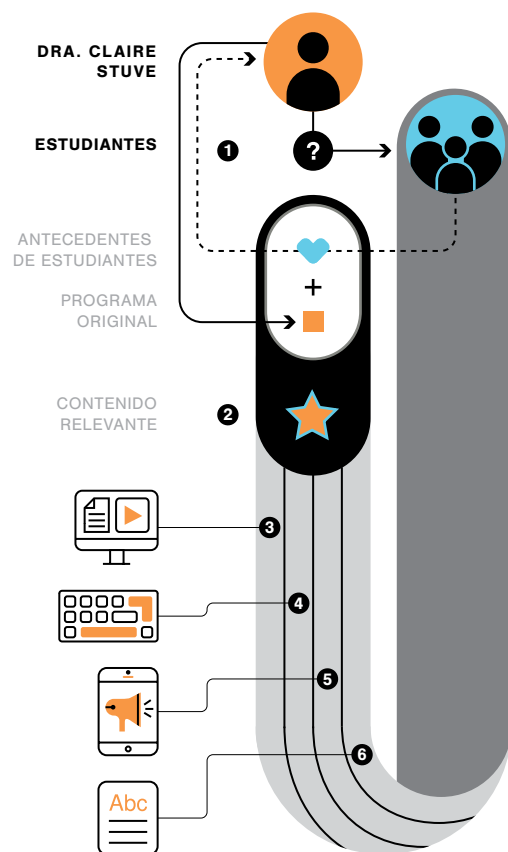 DRA. CLAIRE
STUVE
ESTUDIANTES
1
?
ANTECEDENTES
DE ESTUDIANTES
+
PROGRAMA
ORIGINAL
CONTENIDO
RELEVANTE
2
3
4
5
6
Abc